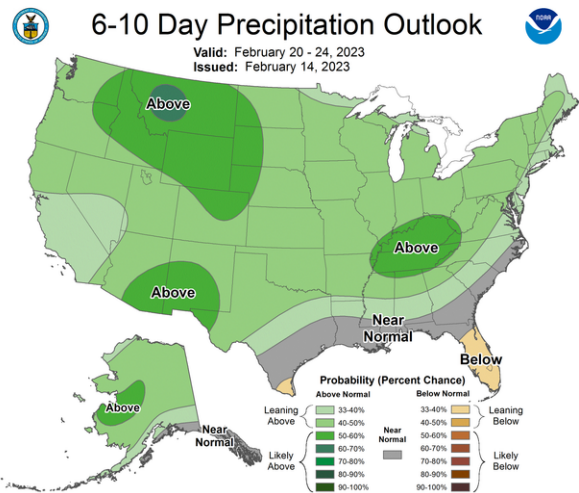 6-10 Day Precipitation Outlook
Valid: February 20 - 24, 2023
Issued: February 14, 2023
NOAA
Above
Above
Above
Near
Normal
Below
Above
Near
Normal
Probability (Percent Chance)
Above Normal
Below Normal
Leaning
Above
33-40%
40-50%
Likely
Above
50-60%
60-70%
70-80%
80-90%
90-100%
Near
Normal
33-40%
40-50%
Leaning
Below
50-60%
60-70%
70-80%
80-90%
90-100%
Likely
Below